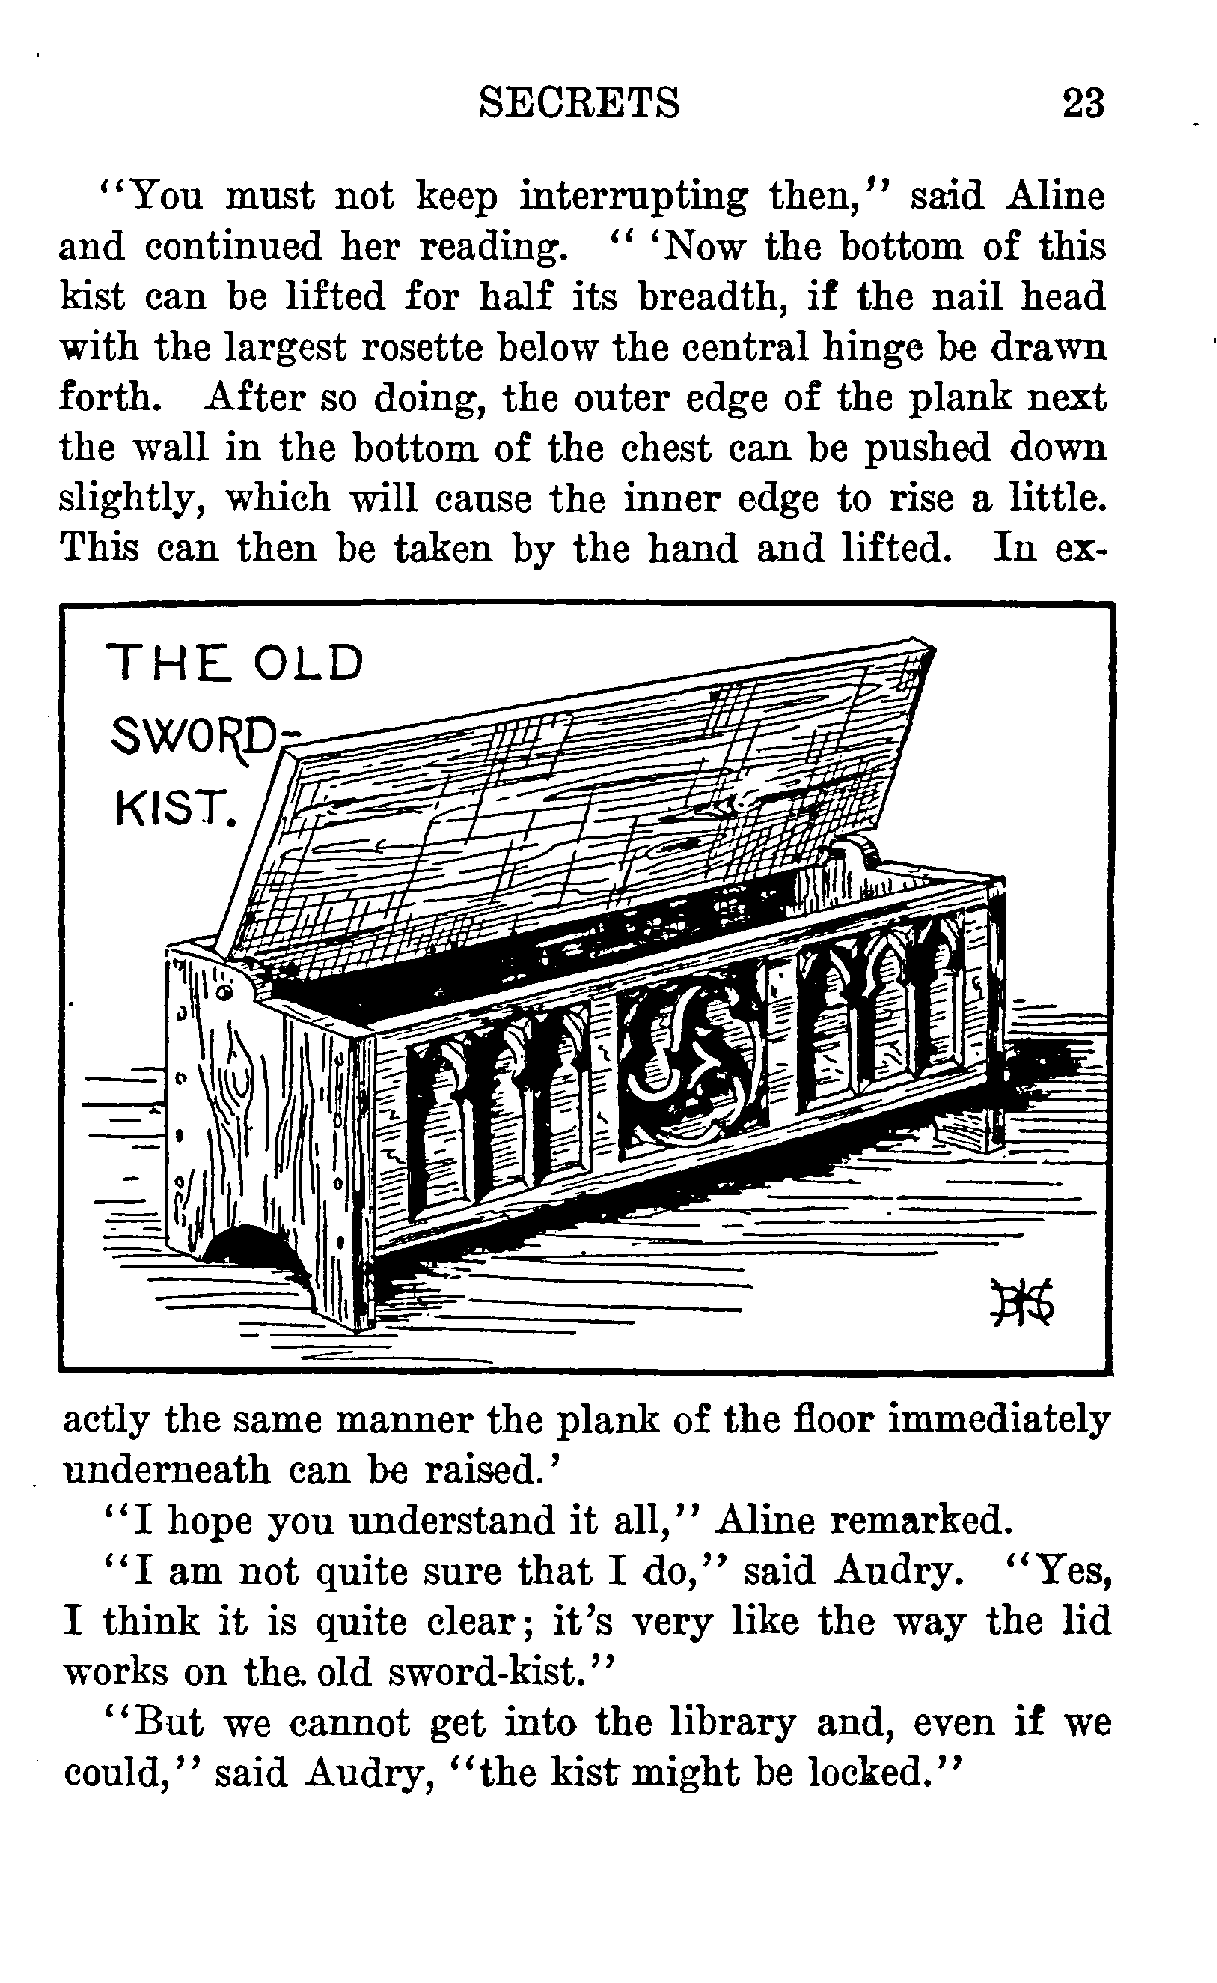 SECRETS 23
"You must not keep interrupting then," said Aline
and continued her reading. " 'Now the bottom of this
kist can be lifted for half its breadth, if the nail head
with the largest rosette below the central hinge be drawn
forth. After so doing, the outer edge of the plank next
the wall in the bottom of the chest can be pushed down
slightly, which will cause the inner edge to rise a little.
This can then be taken by the hand and lifted. In ex-
THE OLD
SWORD-
KIST.
actly the same manner the plank of the floor immediately
underneath can be raised.'
"I hope you understand it all," Aline remarked.
"I am not quite sure that I do," said Audry. "Yes,
I think it is quite clear; it's very like the way the lid
works on the. old sword-kist."
"But we cannot get into the library and, even if we
could," said Audry, "the kist might be locked."